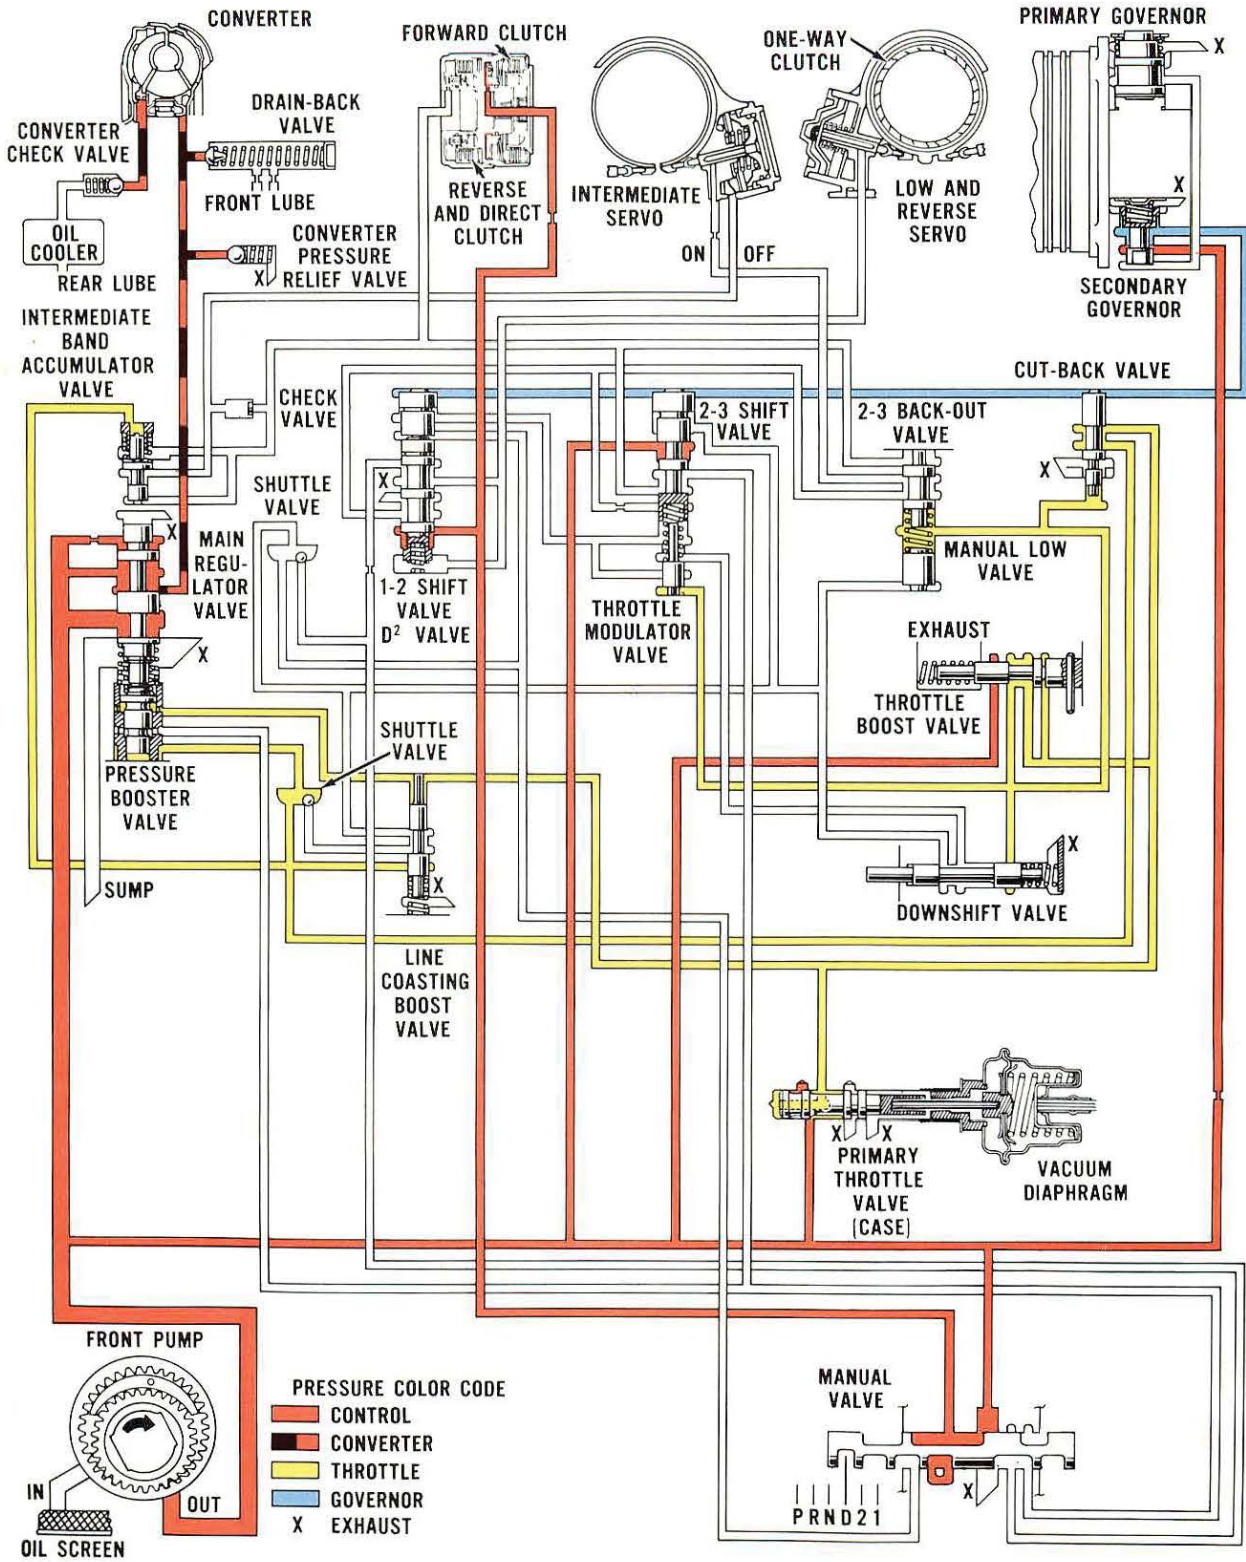 CONVERTER
FORWARD CLUTCH
ONE-WAY
CLUTCH
PRIMARY GOVERNOR
X
DRAIN-BACK
VALVE
CONVERTER
CHECK VALVE
FRONT LUBE
REVERSE
AND DIRECT
CLUTCH
INTERMEDIATE
SERVO
LOW AND
REVERSE
SERVO
X
OIL
COOLER
REAR LUBE
CONVERTER
PRESSURE
RELIEF VALVE
X
ON
OFF
SECONDARY
GOVERNOR
INTERMEDIATE
BAND
ACCUMULATOR
VALVE
CHECK
VALVE
2-3 SHIFT
VALVE
2-3 BACK-OUT
VALVE
CUT-BACK VALVE
X
X
SHUTTLE
VALVE
X
MAIN
REGU-
LATOR
VALVE
X
1-2 SHIFT
VALVE
D² VALVE
THROTTLE
MODULATOR
VALVE
MANUAL LOW
VALVE
EXHAUST
THROTTLE
BOOST VALVE
SHUTTLE
VALVE
PRESSURE
BOOSTER
VALVE
SUMP
X
X
DOWNSHIFT VALVE
LINE
COASTING
BOOST
VALVE
X
X
PRIMARY
THROTTLE
VALVE
(CASE)
VACUUM
DIAPHRAGM
FRONT PUMP
IN
OUT
OIL SCREEN
PRESSURE COLOR CODE
CONTROL
CONVERTER
THROTTLE
GOVERNOR
X EXHAUST
MANUAL
VALVE
X
P R N D 2 1